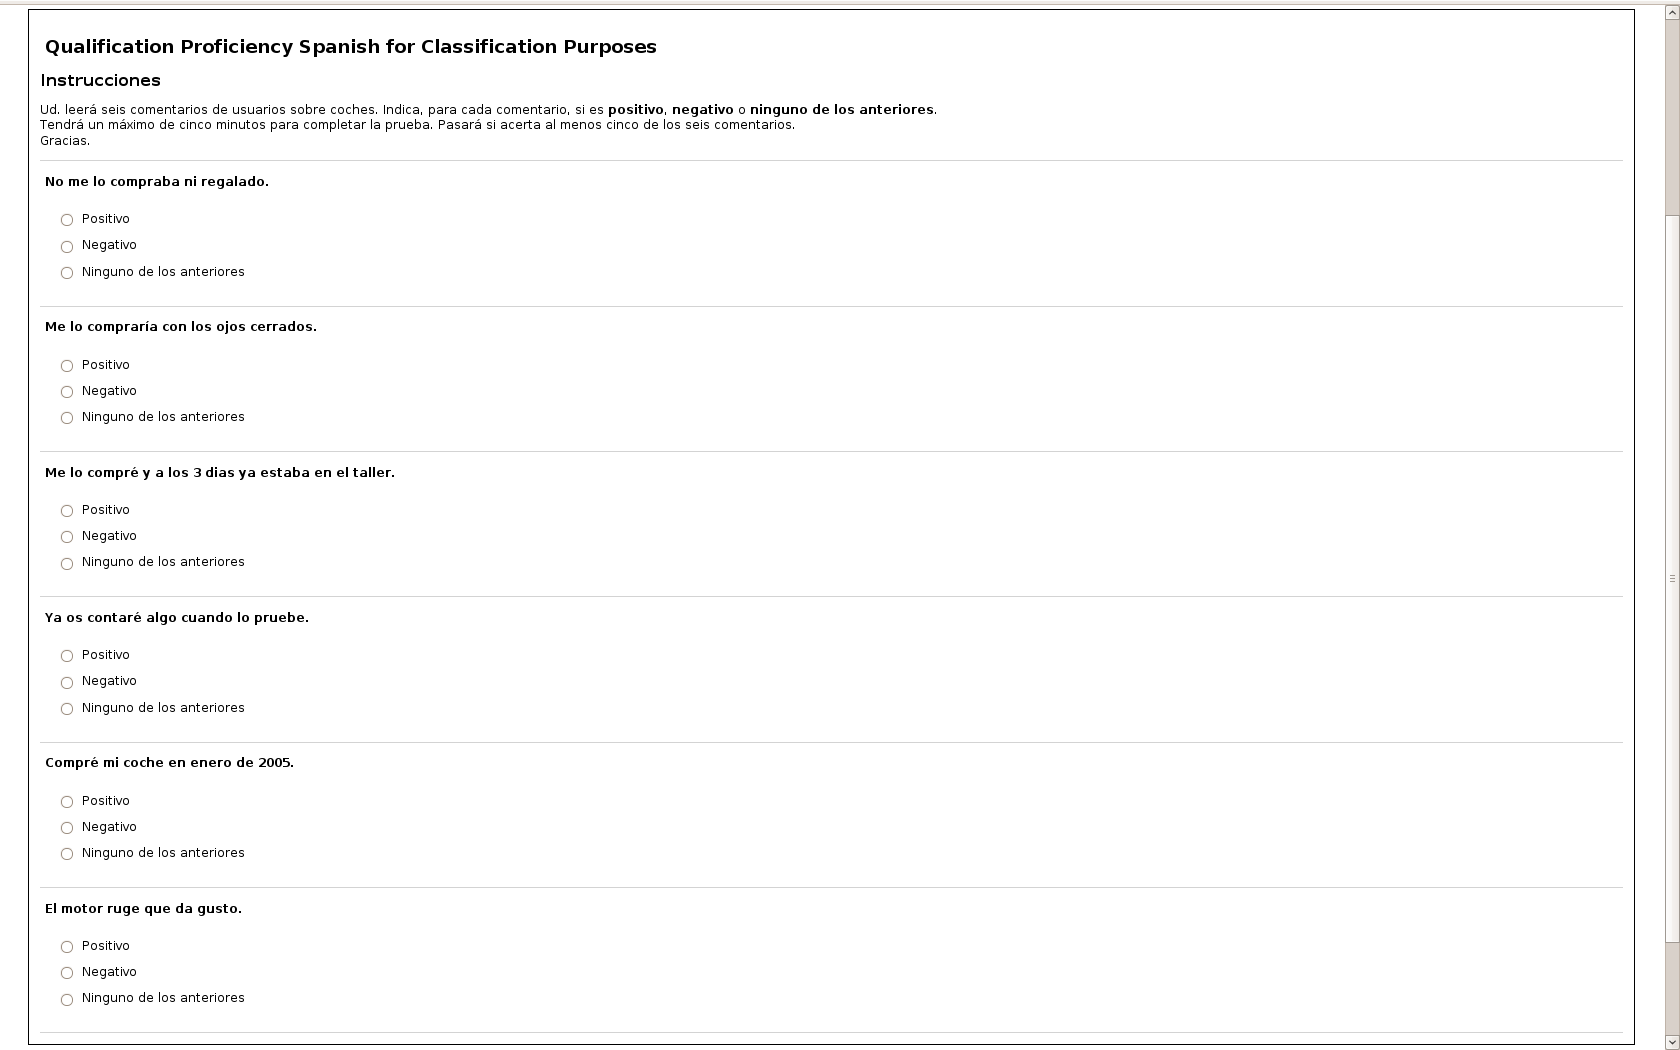 Qualification Proficiency Spanish for Classification Purposes
Instrucciones
Ud. leerá seis comentarios de usuarios sobre coches. Indica, para cada comentario, si es positivo, negativo o ninguno de los anteriores.
Tendrá un máximo de cinco minutos para completar la prueba. Pasará si acerta al menos cinco de los seis comentarios.
Gracias.
No me lo compraba ni regalado.
Positivo
Negativo
Ninguno de los anteriores
Me lo compraría con los ojos cerrados.
Positivo
Negativo
Ninguno de los anteriores
Me lo compré y a los 3 dias ya estaba en el taller.
Positivo
Negativo
Ninguno de los anteriores
Ya os contaré algo cuando lo pruebe.
Positivo
Negativo
Ninguno de los anteriores
Compré mi coche en enero de 2005.
Positivo
Negativo
Ninguno de los anteriores
El motor ruge que da gusto.
Positivo
Negativo
Ninguno de los anteriores